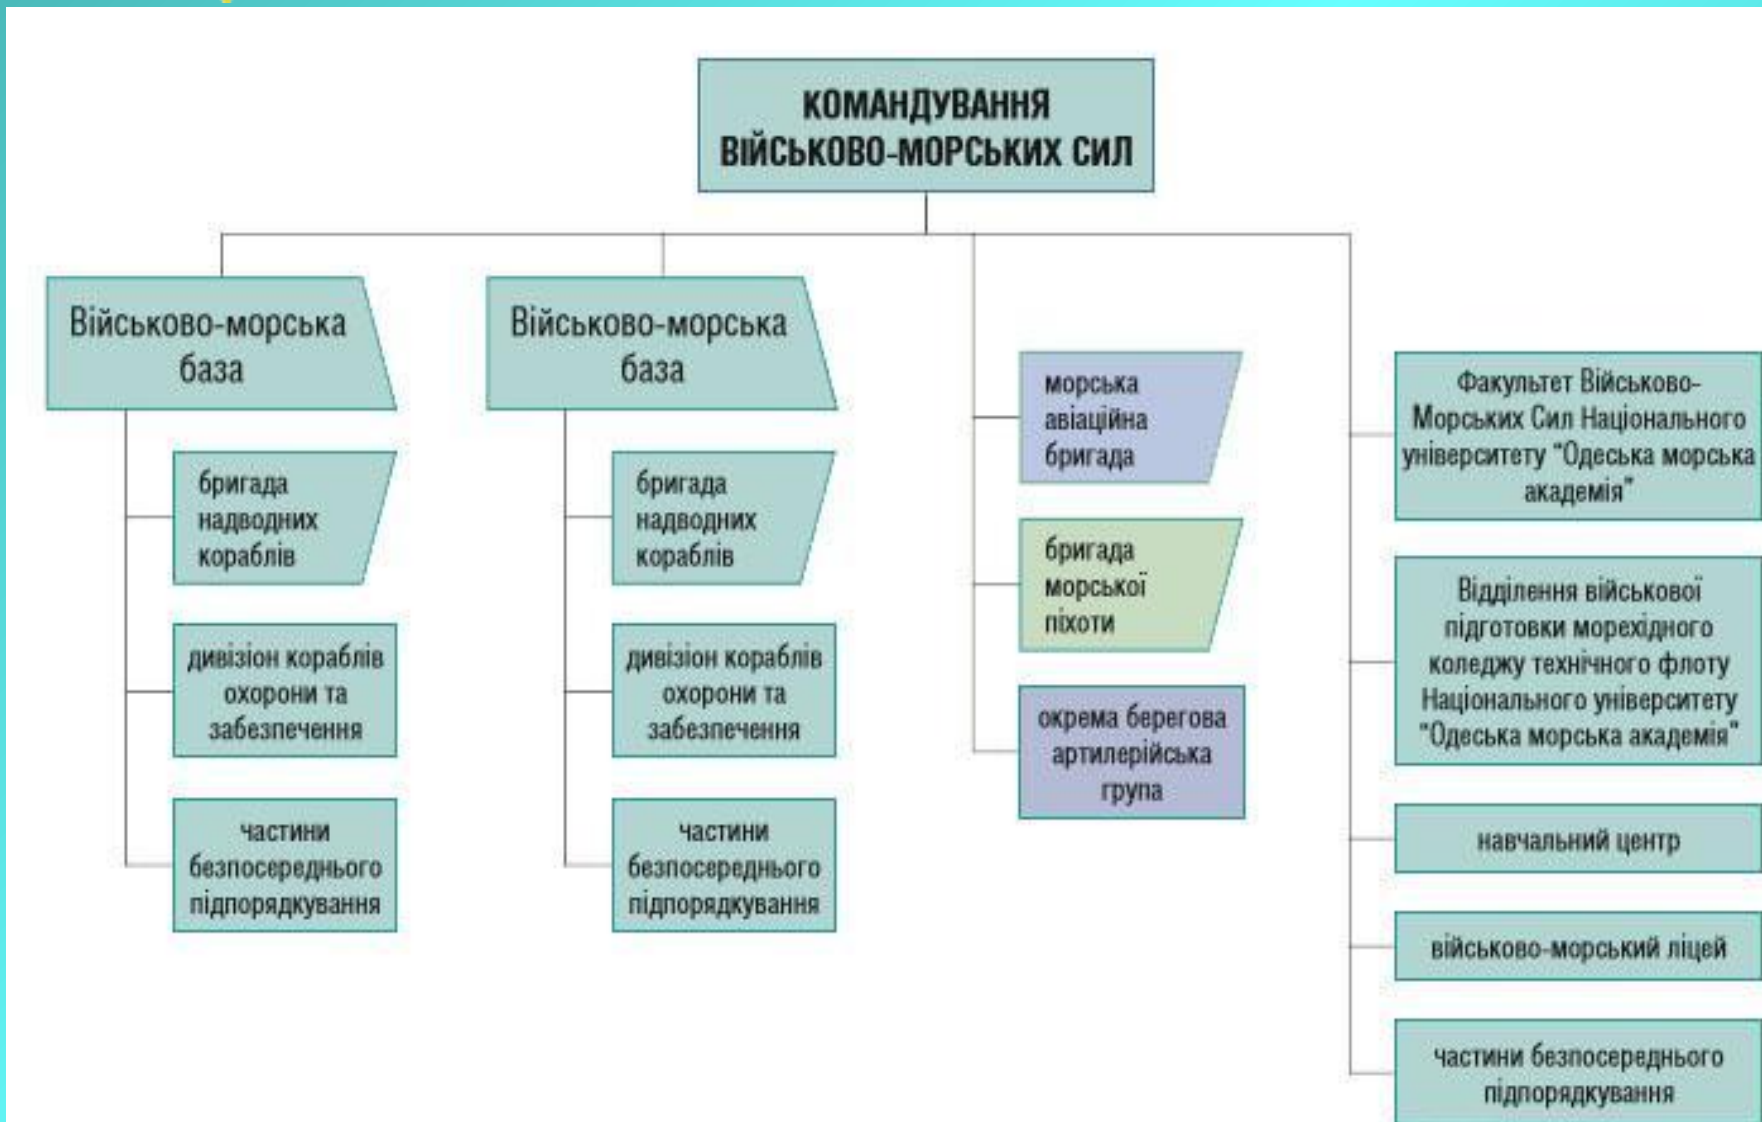 КОМАНДУВАННЯ
ВІЙСЬКОВО-МОРСЬКИХ СИЛ
Військово-морська
база
бригада
надводних
кораблів
дивізіон кораблів
охорони та
забезпечення
частини
безпосереднього
підпорядкування
Військово-морська
база
бригада
надводних
кораблів
дивізіон кораблів
охорони та
забезпечення
частини
безпосереднього
підпорядкування
морська
авіаційна
бригада
бригада
морської
піхоти
окрема берегова
артилерійська
група
Факультет Військово-
Морських Сил Національного
університету “Одеська морська
академія”
Відділення військової
підготовки морехідного
коледжу технічного флоту
Національного університету
“Одеська морська академія”
навчальний центр
військово-морський ліцей
частини безпосереднього
підпорядкування